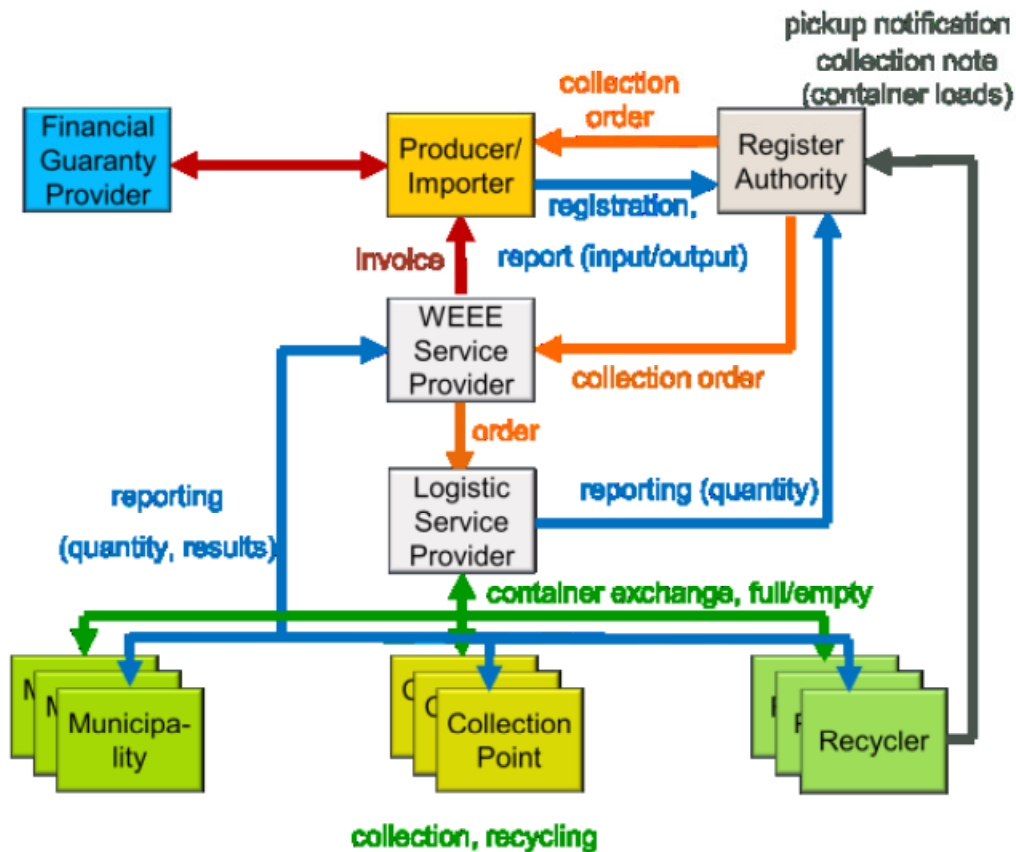 pickup notification
collection note
(container loads)
collection
order
Financial
Guaranty
Provider
Producer/
Importer
Register
Authority
registration,
report (input/output)
invoice
WEEE
Service
Provider
collection order
order
Logistic
Service
Provider
reporting (quantity)
reporting
(quantity, results)
container exchange, full/empty
M
M
Municipa-
lity
C
C
Collection
Point
Recycler
collection, recycling